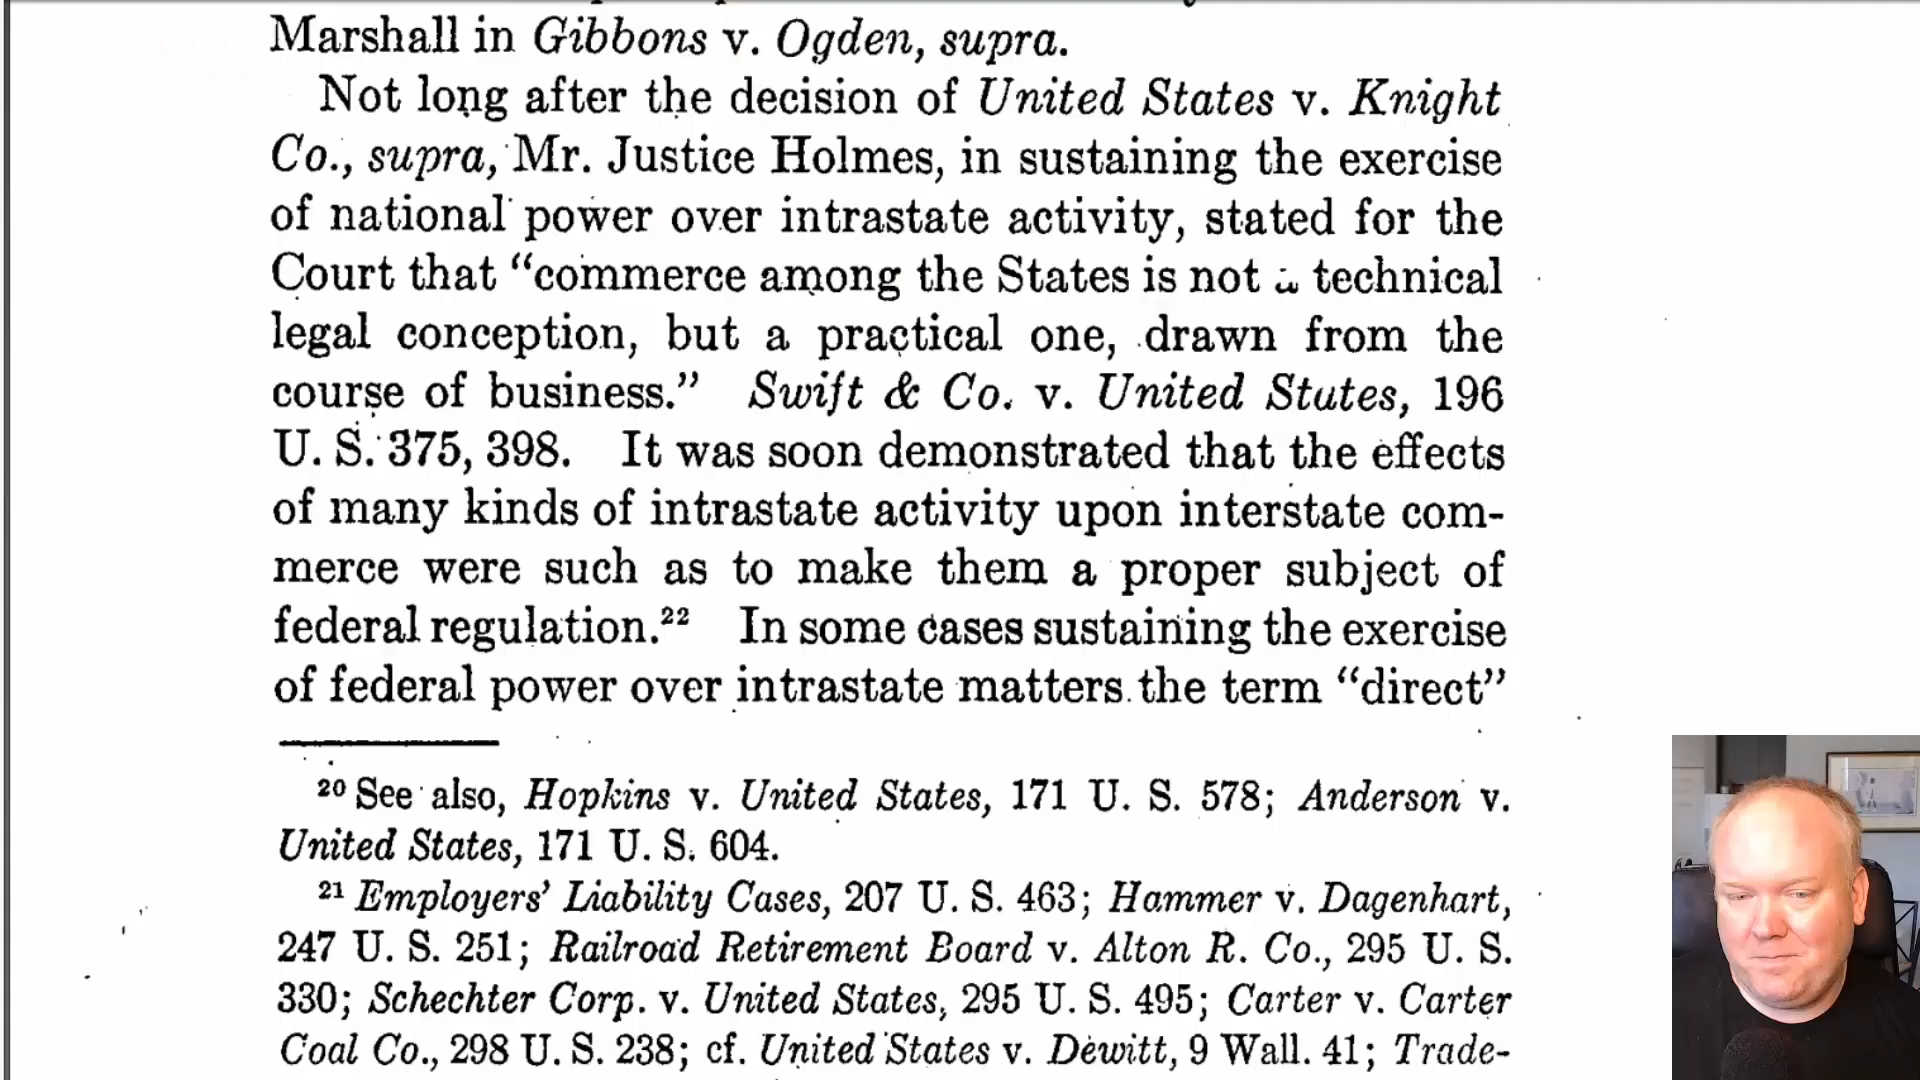 Marshall in Gibbons v. Ogden, supra.
Not long after the decision of United States v. Knight
Co., supra, Mr. Justice Holmes, in sustaining the exercise
of national power over intrastate activity, stated for the
Court that “commerce among the States is not a technical
legal conception, but a practical one, drawn from the
course of business.” Swift & Co. v. United States, 196
U. S. 375, 398. It was soon demonstrated that the effects
of many kinds of intrastate activity upon interstate com-
merce were such as to make them a proper subject of
federal regulation.²² In some cases sustaining the exercise
of federal power over intrastate matters the term “direct”
²⁰ See also, Hopkins v. United States, 171 U. S. 578; Anderson v.
United States, 171 U. S. 604.
²¹ Employers’ Liability Cases, 207 U. S. 463; Hammer v. Dagenhart,
247 U. S. 251; Railroad Retirement Board v. Alton R. Co., 295 U. S.
330; Schechter Corp. v. United States, 295 U. S. 495; Carter v. Carter
Coal Co., 298 U. S. 238; cf. United States v. Dewitt, 9 Wall. 41; Trade-